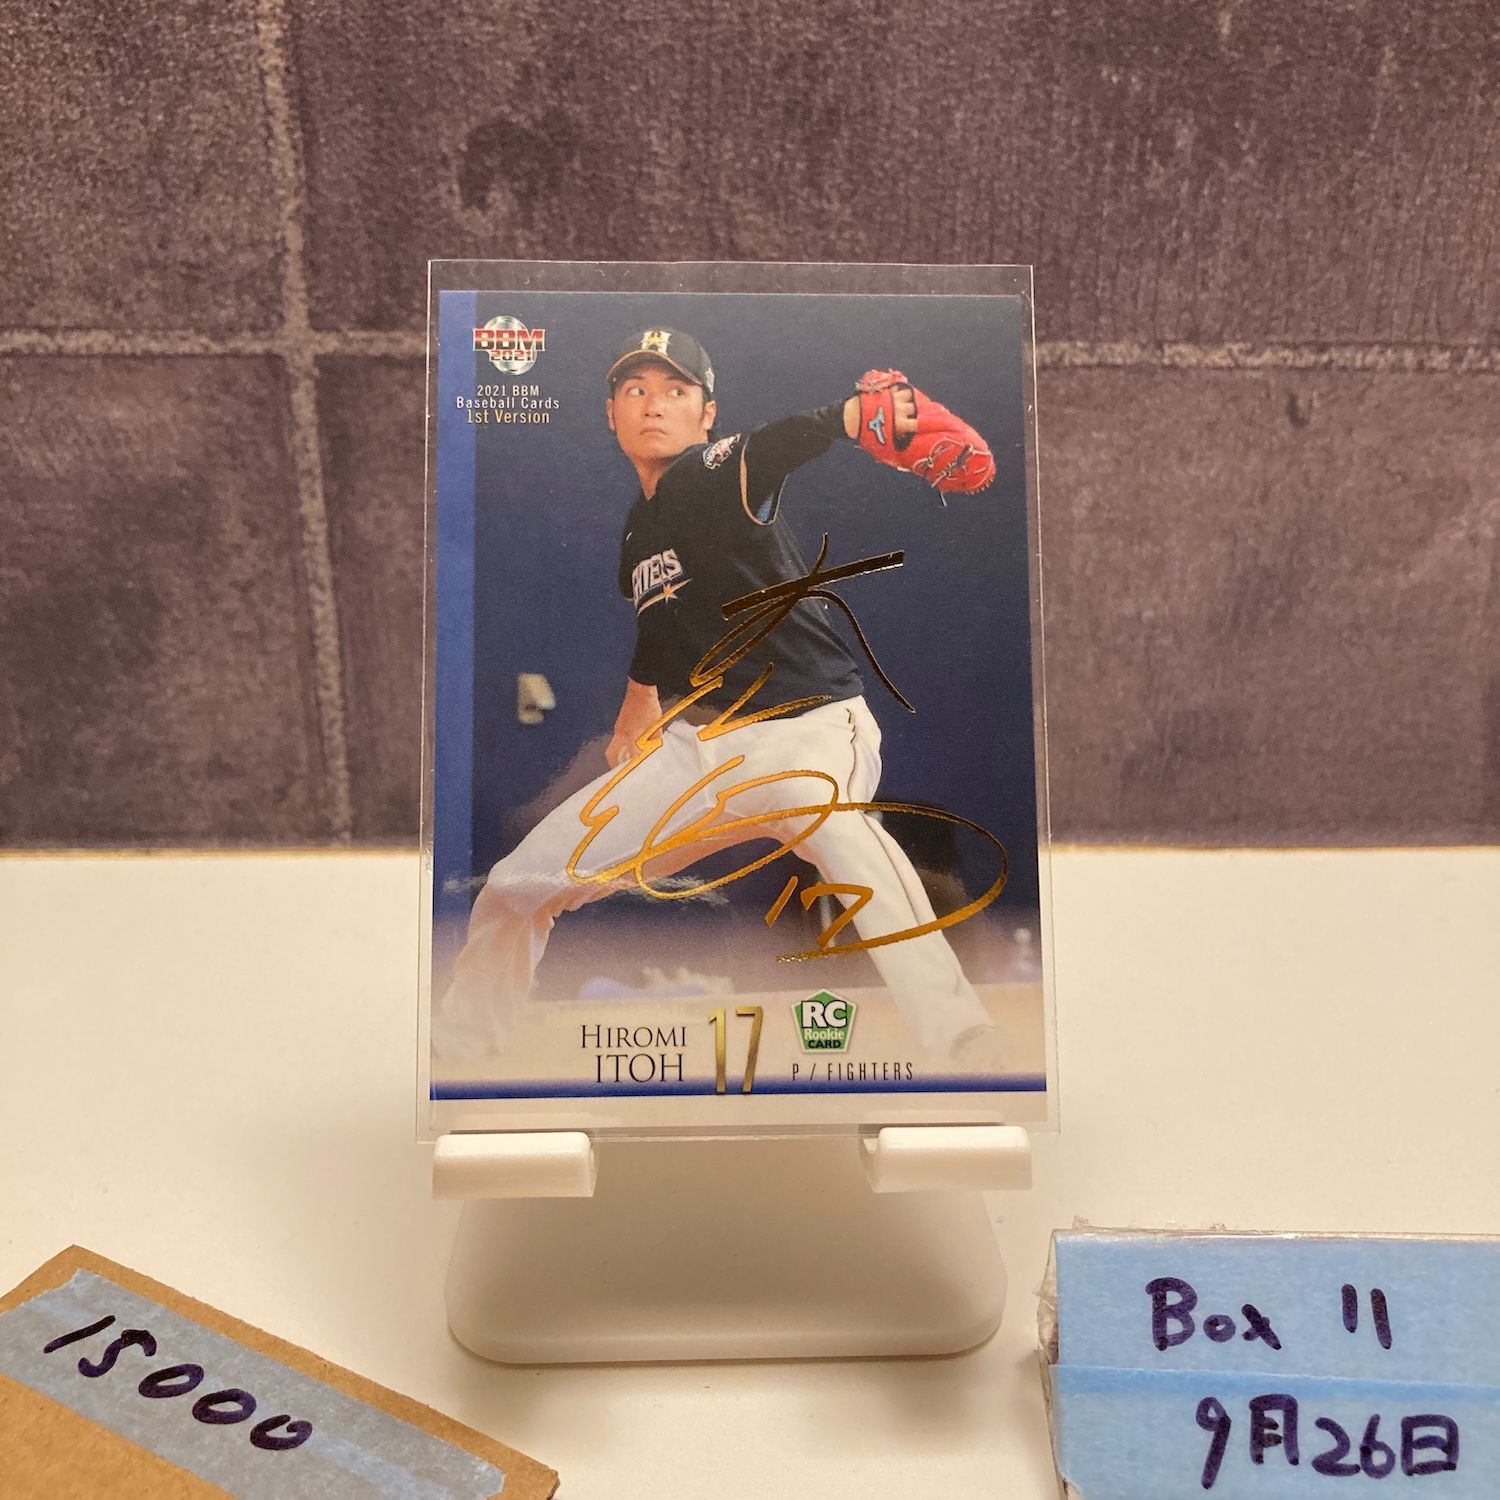 BBM
2021
2021 BBM
Baseball Cards
1st Version
H
17
HIROMI
ITOH
17
RC
Rookie
CARD
P / FIGHTERS
15000
Box 11
9月26日